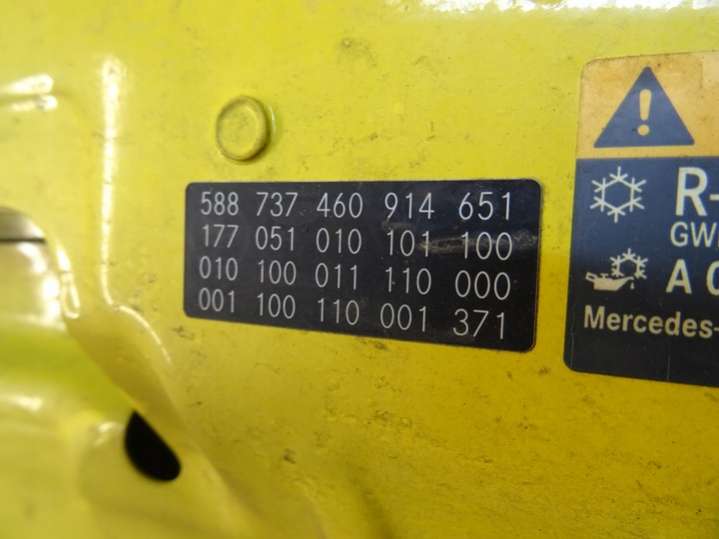 588 737 460 914 651
177 051 010 101 100
010 100 011 110 000
001 100 110 001 371
R-
GW
A 0
Mercedes-